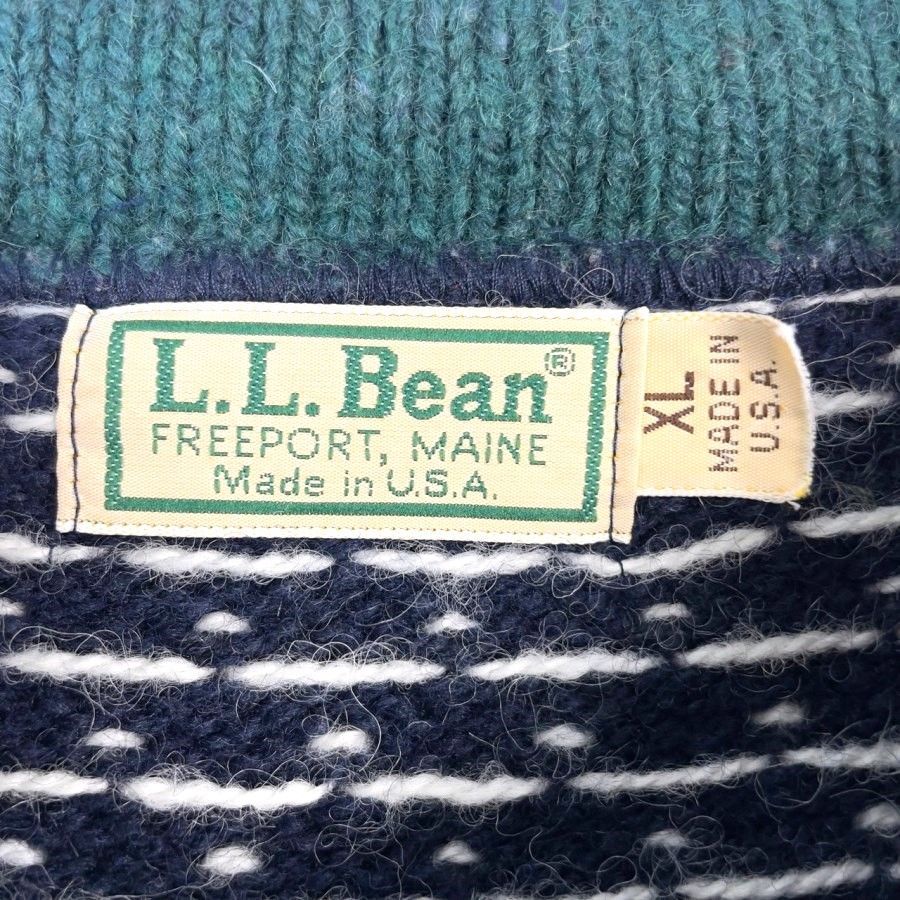 L.L. Bean®
FREEPORT, MAINE
Made in U.S.A.
XL
MADE IN
U.S.A.